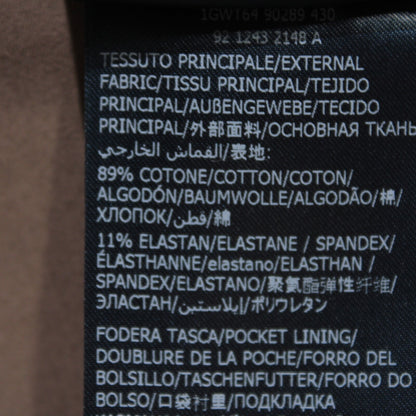 1GWT64 90289 430
92 1243 2148 A
TESSUTO PRINCIPALE/EXTERNAL
FABRIC/TISSU PRINCIPAL/TEJIDO
PRINCIPAL/AUßENGEWEBE/TECIDO
PRINCIPAL/外部面料/ОСНОВНАЯ ТКАНЬ
/القماش الخارجي/表地:
89% COTONE/COTTON/COTON/
ALGODÓN/BAUMWOLLE/ALGODÃO/棉/
ХЛОПОК/قطن/綿
11% ELASTAN/ELASTANE / SPANDEX/
ÉLASTHANNE/elastano/ELASTHAN /
SPANDEX/ELASTANO/聚氨酯弹性纤维/
ЭЛАСТАН/إيلاستين/ポリウレタン
FODERA TASCA/POCKET LINING/
DOUBLURE DE LA POCHE/FORRO DEL
BOLSILLO/TASCHENFUTTER/FORRO DO
BOLSO/口袋衬里/ПОДКЛАДКА